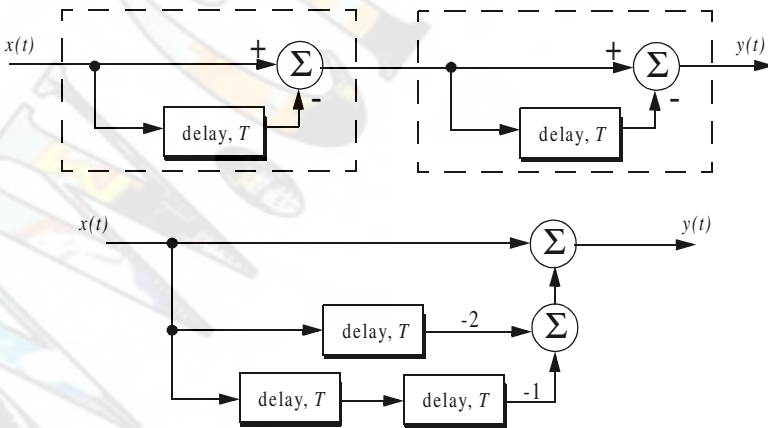 x(t) + Σ - delay, T + Σ - delay, T y(t)
x(t) Σ y(t)
delay, T -2 Σ
delay, T delay, T -1